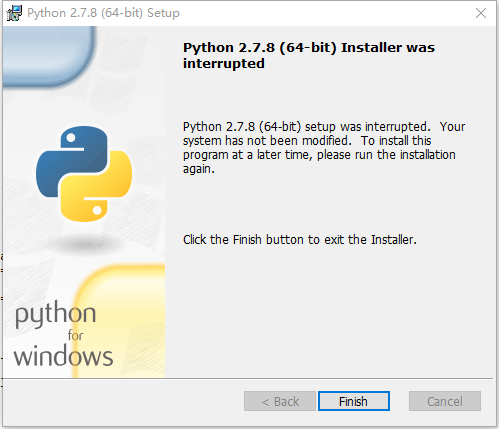 Python 2.7.8 (64-bit) Setup
Python 2.7.8 (64-bit) Installer was
interrupted
Python 2.7.8 (64-bit) setup was interrupted.  Your
system has not been modified.  To install this
program at a later time, please run the installation
again.
Click the Finish button to exit the Installer.
python
for
windows
< Back
Finish
Cancel